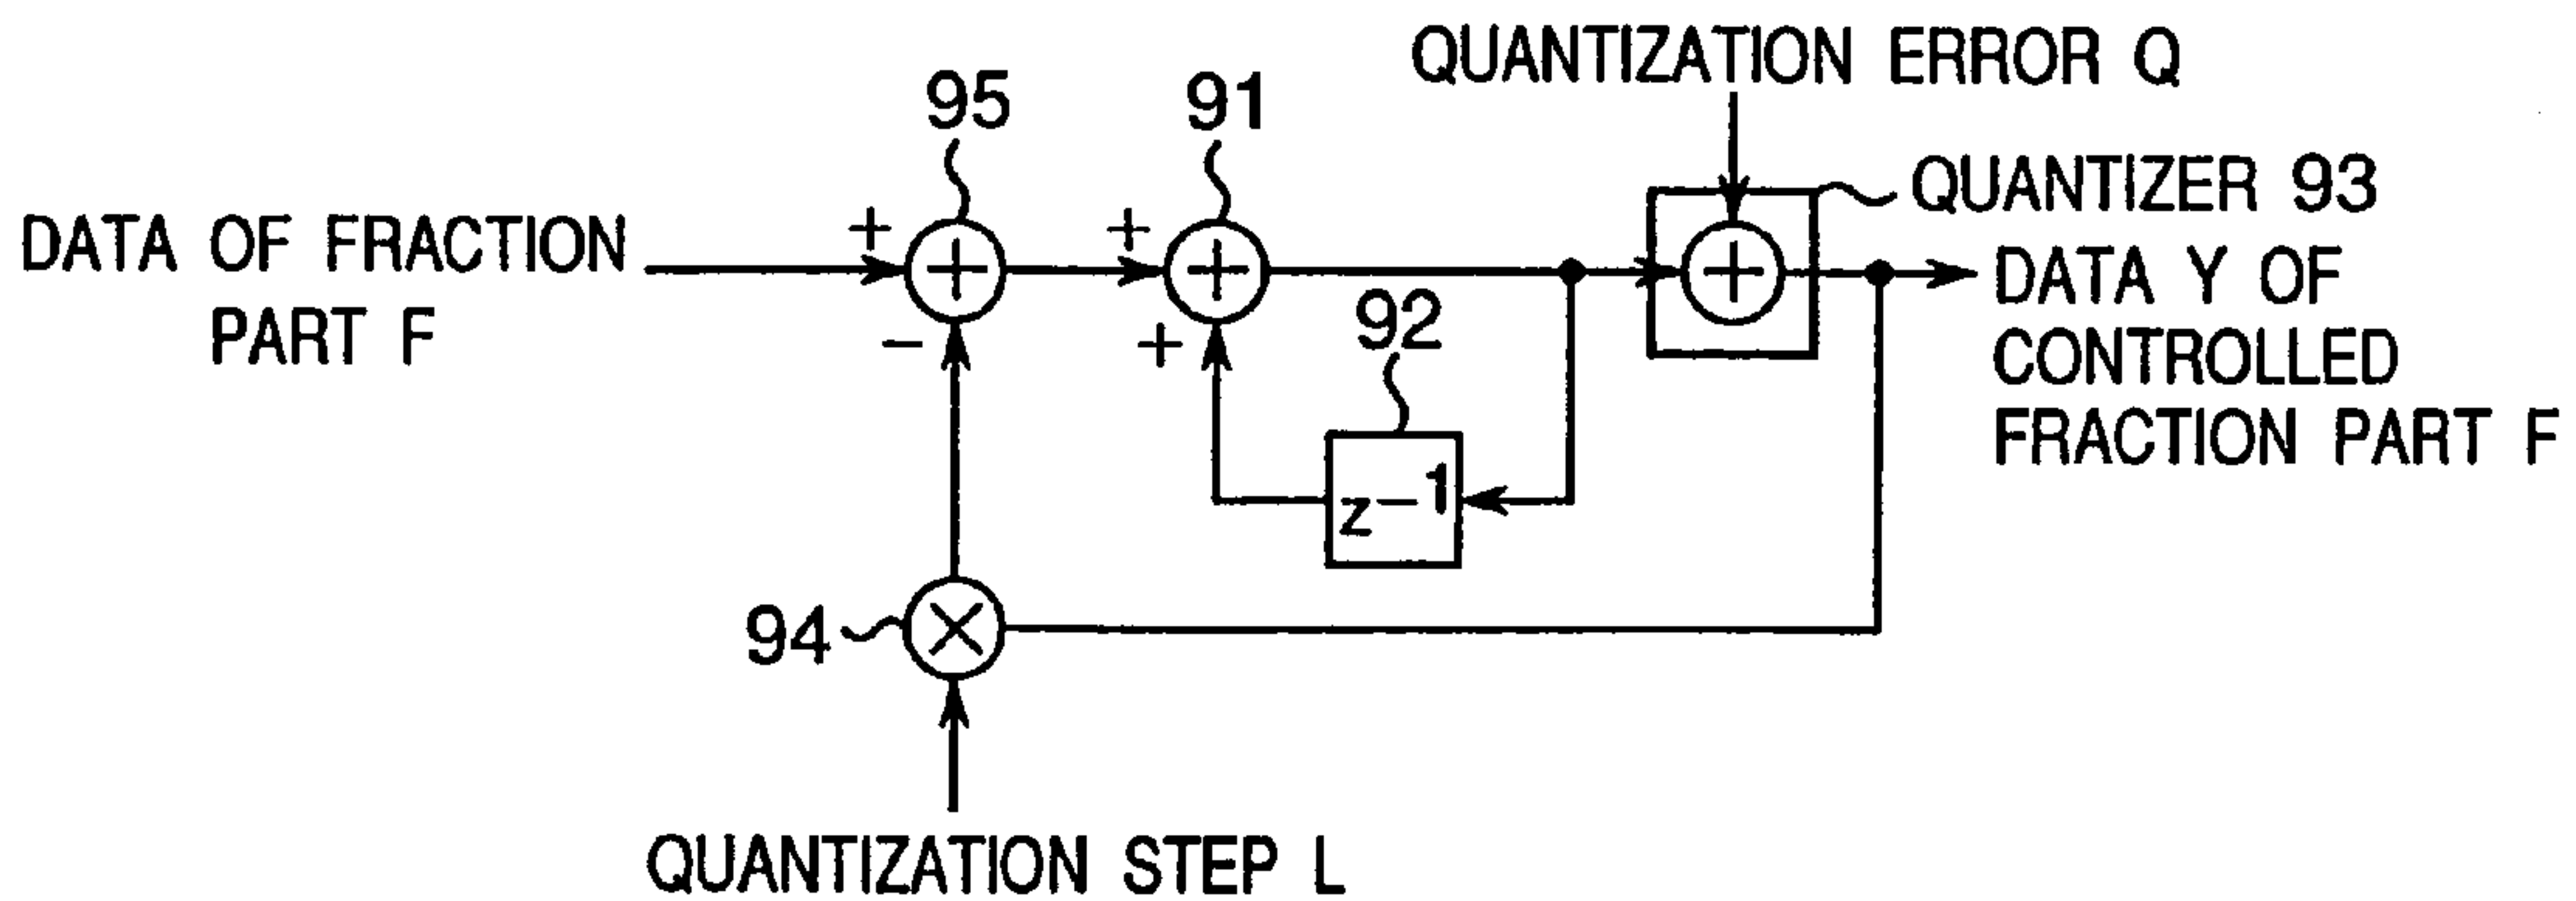 QUANTIZATION ERROR Q
95
91
QUANTIZER 93
DATA OF FRACTION
PART F
+
−
+
+
92
z−1
DATA Y OF
CONTROLLED
FRACTION PART F
94
QUANTIZATION STEP L